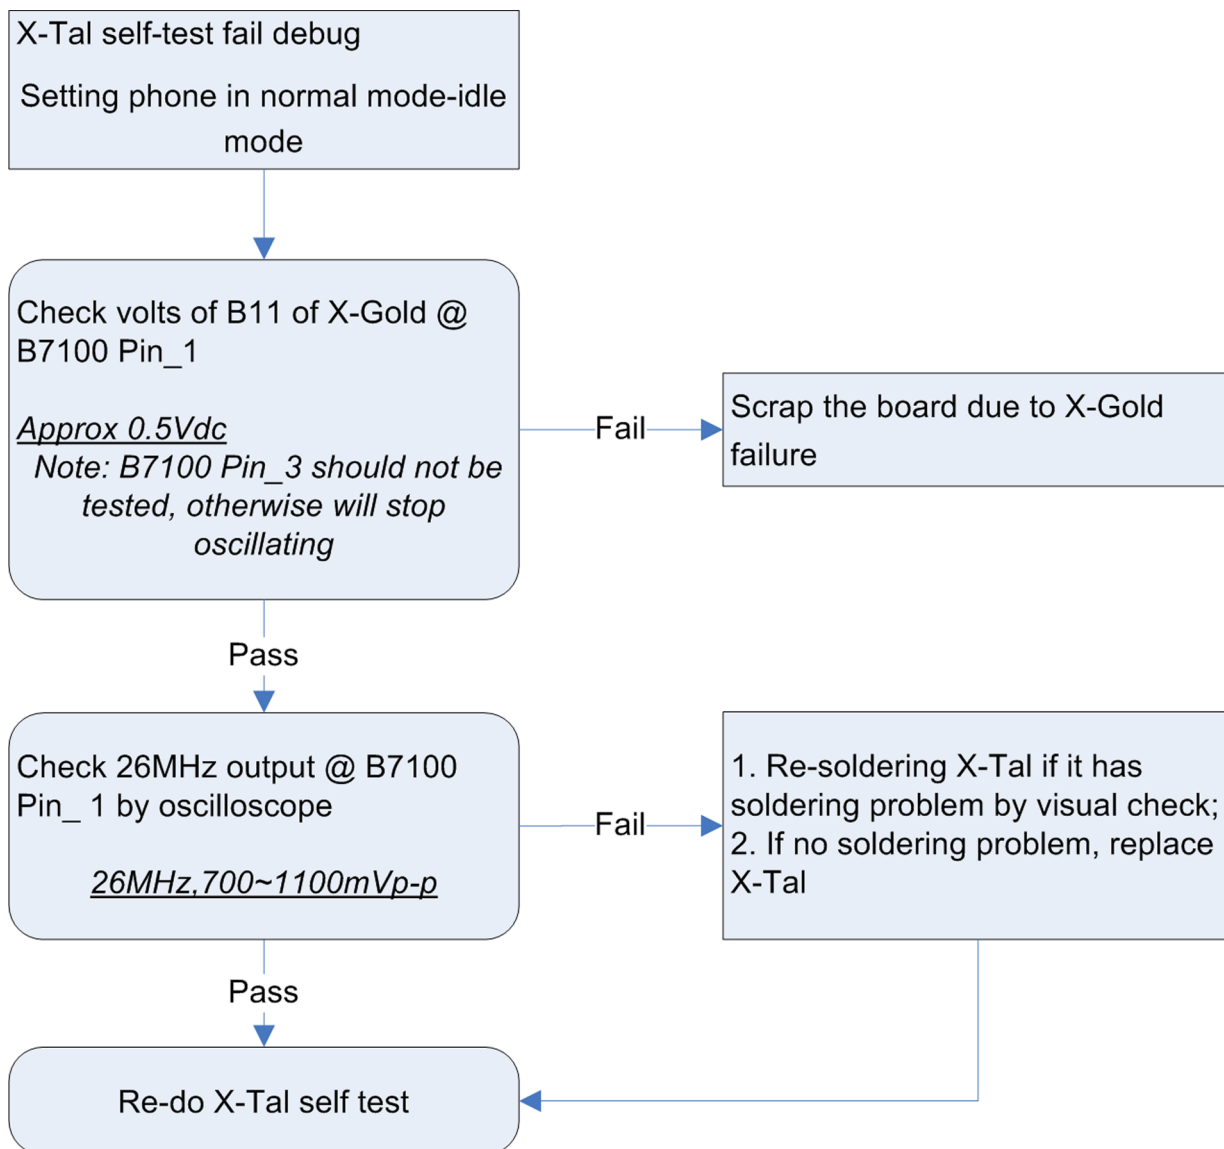 X-Tal self-test fail debug
Setting phone in normal mode-idle
mode
Check volts of B11 of X-Gold @
B7100 Pin_1
Approx 0.5Vdc
Note: B7100 Pin_3 should not be
tested, otherwise will stop
oscillating
Fail
Scrap the board due to X-Gold
failure
Pass
Check 26MHz output @ B7100
Pin_ 1 by oscilloscope
26MHz,700~1100mVp-p
Fail
1. Re-soldering X-Tal if it has
soldering problem by visual check;
2. If no soldering problem, replace
X-Tal
Pass
Re-do X-Tal self test